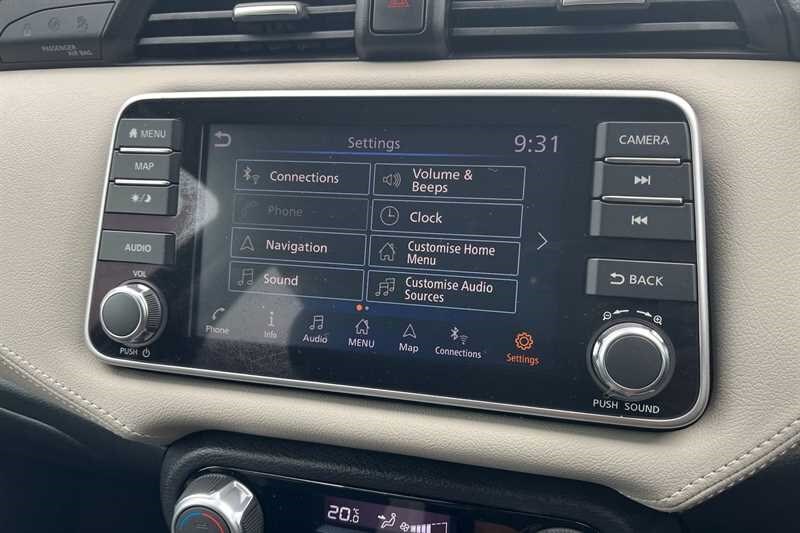 PASSENGER
AIR BAG
MENU
MAP
AUDIO
VOL
PUSH
Settings
9:31
Connections
Volume &
Beeps
Phone
Clock
Navigation
Customise Home
Menu
Sound
Customise Audio
Sources
Phone
Info
Audio
MENU
Map
Connections
Settings
CAMERA
BACK
PUSH SOUND
20.0